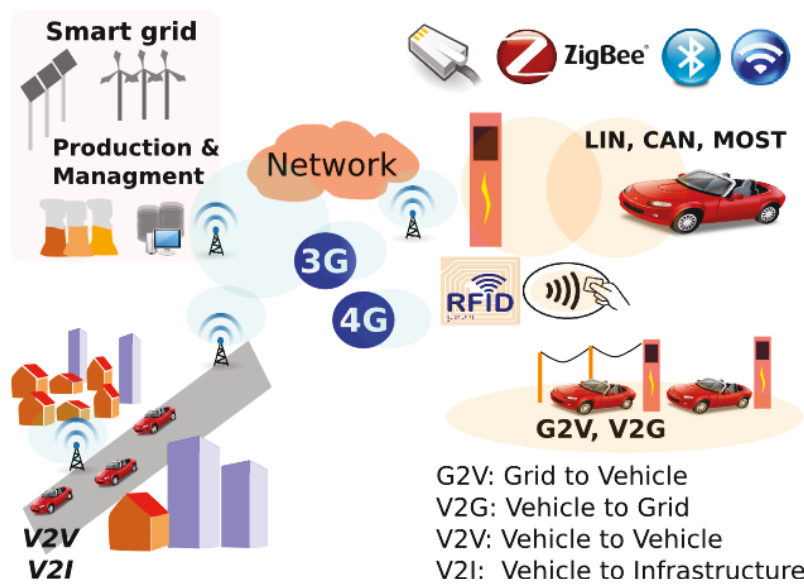 Smart grid
Production &
Managment
Network
3G
4G
ZigBee®
LIN, CAN, MOST
RFID
G2V, V2G
V2V
V2I
G2V: Grid to Vehicle
V2G: Vehicle to Grid
V2V: Vehicle to Vehicle
V2I: Vehicle to Infrastructure